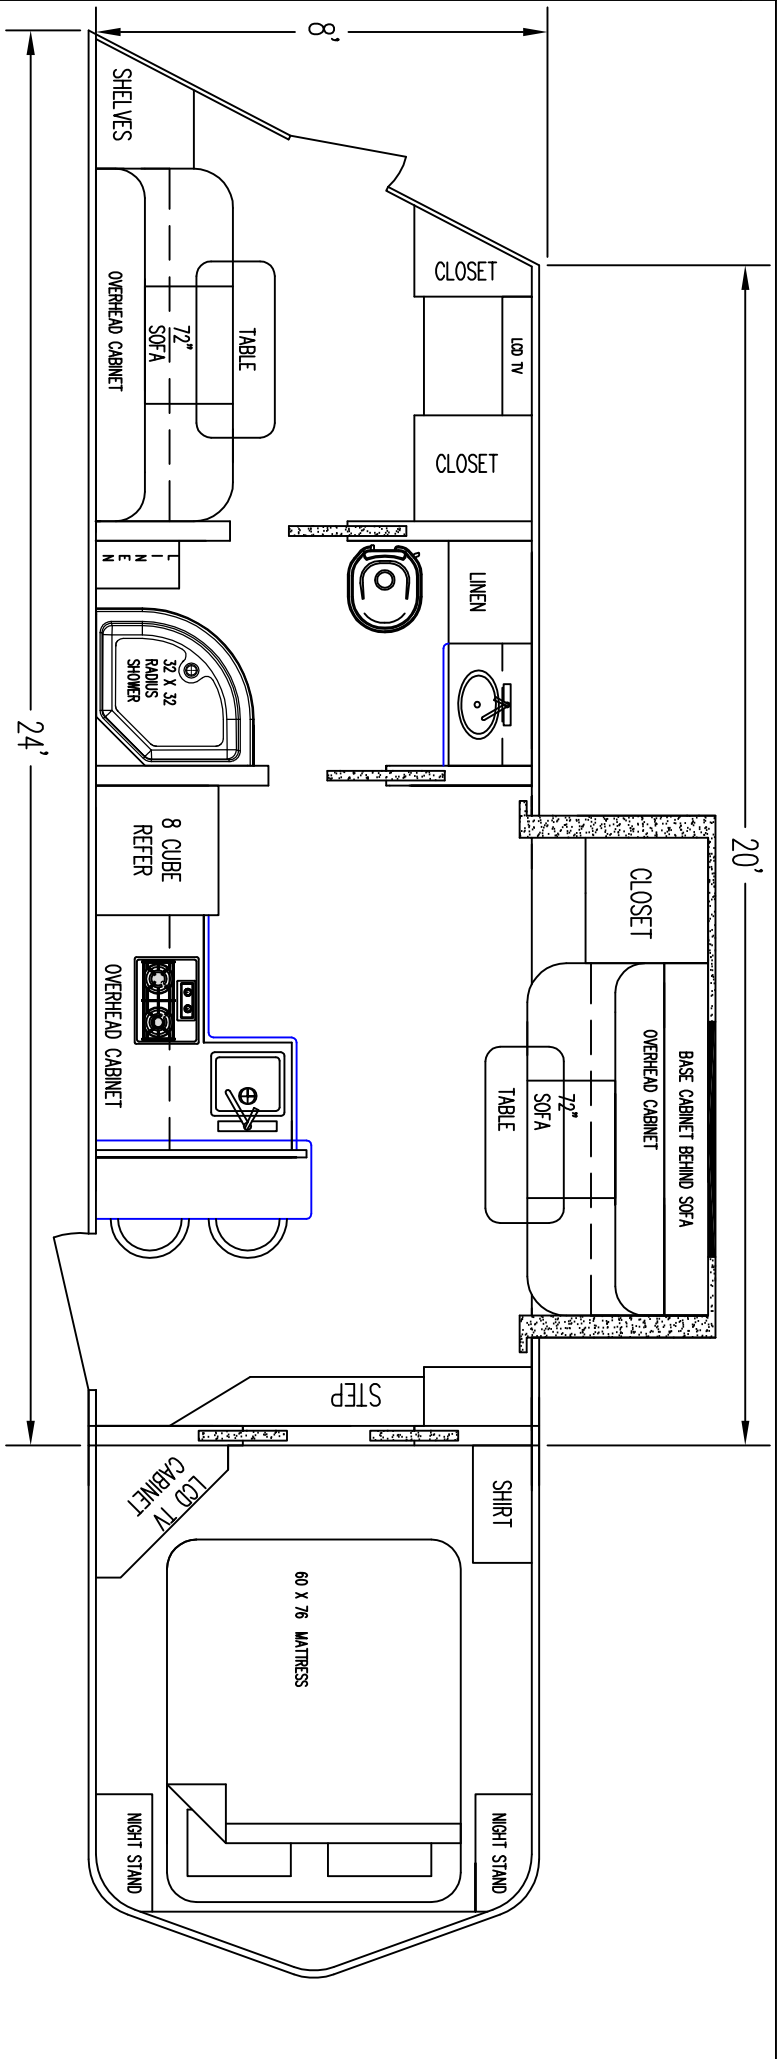 8'
SHELVES
CLOSET
LCD TV
TABLE
72"
SOFA
OVERHEAD CABINET
CLOSET
LINEN
LINEN
32 X 32
RADIUS
SHOWER
24'
20'
8 CUBE
REFER
CLOSET
OVERHEAD CABINET
BASE CABINET BEHIND SOFA
OVERHEAD CABINET
72"
SOFA
TABLE
STEP
LCD TV
CABINET
SHIRT
60 X 76 MATTRESS
NIGHT STAND
NIGHT STAND